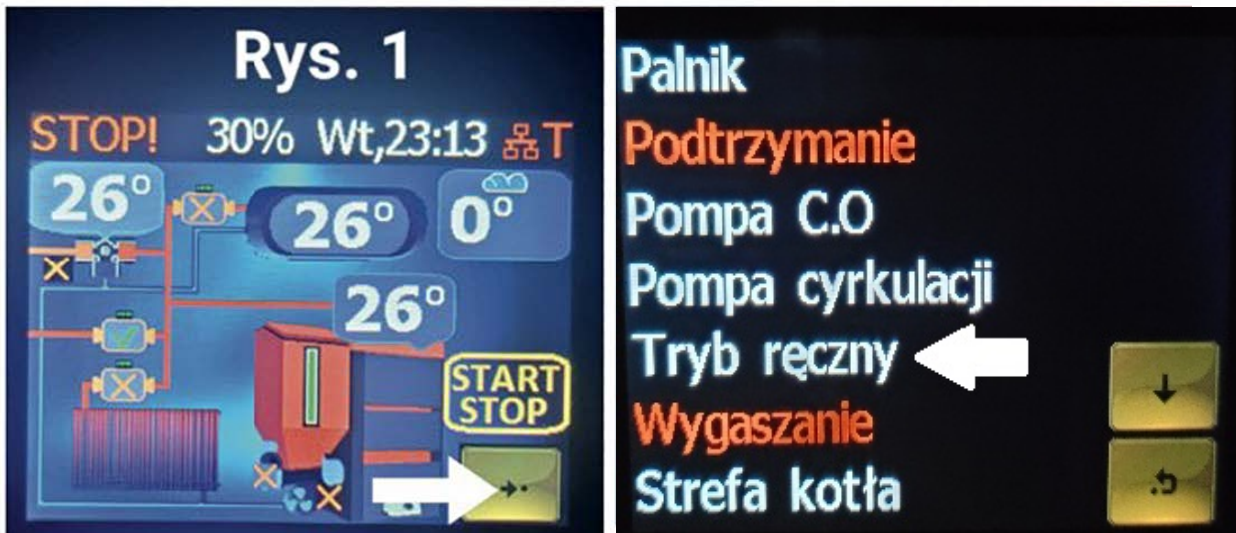 Rys. 1
STOP! 30% Wt,23:13 T
26°
26°
0°
26°
START
STOP
Palnik
Podtrzymanie
Pompa C.O
Pompa cyrkulacji
Tryb ręczny
Wygaszanie
Strefa kotła